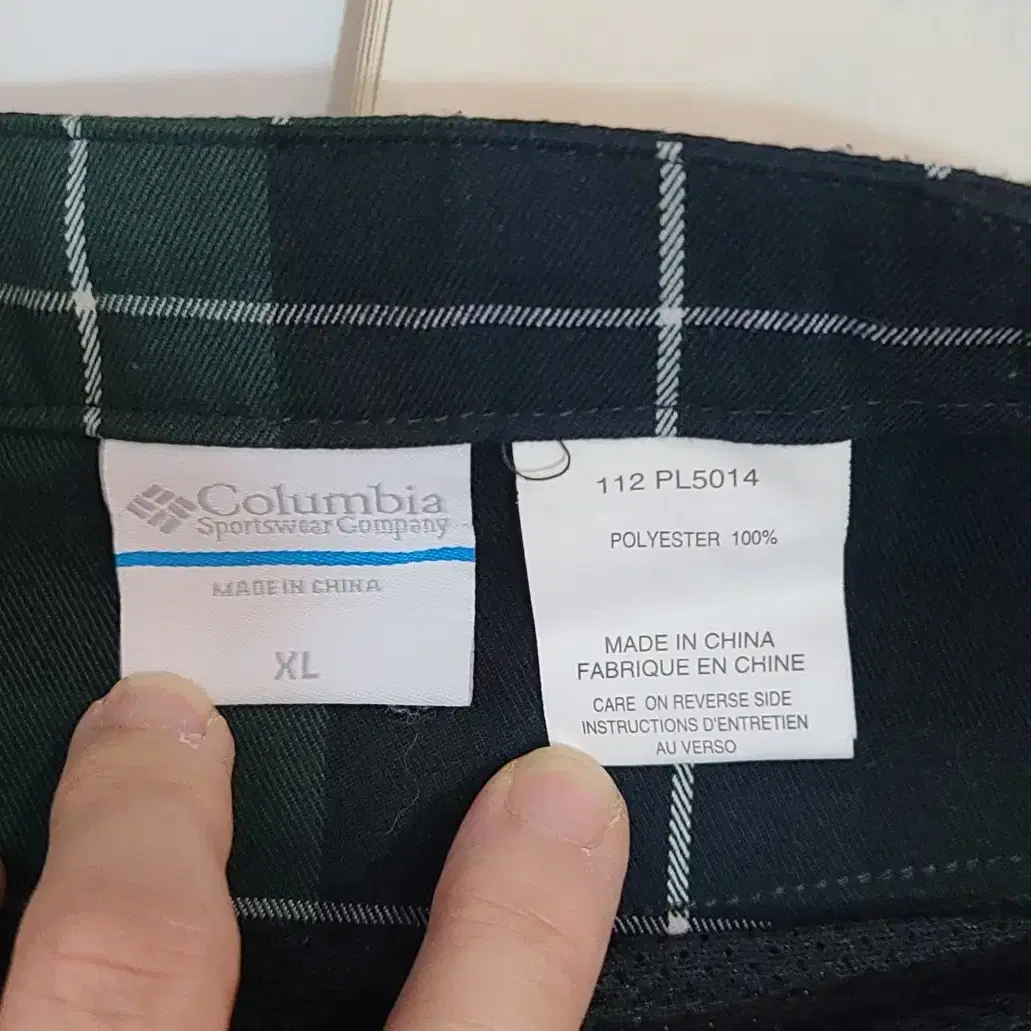 Columbia
Sportswear Company
MADE IN CHINA
XL
112 PL5014
POLYESTER 100%
MADE IN CHINA
FABRIQUE EN CHINE
CARE ON REVERSE SIDE
INSTRUCTIONS D'ENTRETIEN
AU VERSO